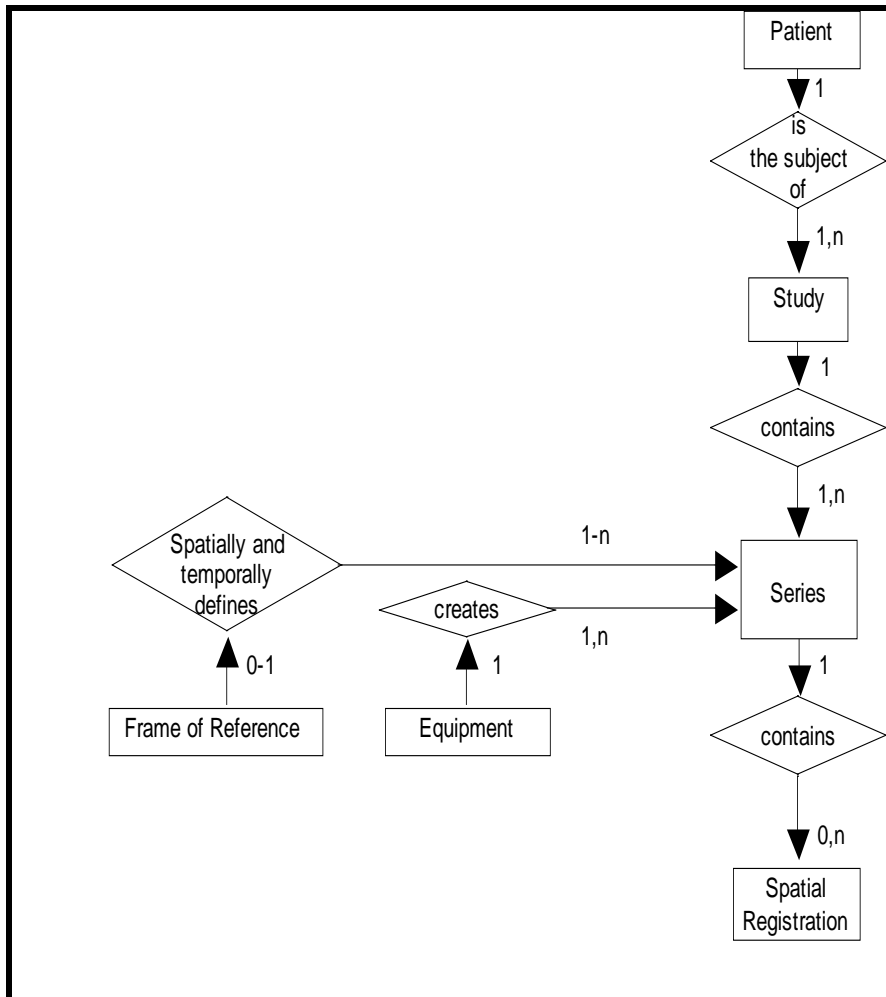 Patient
1
is
the subject
of
1,n
Study
1
contains
1,n
Spatially and
temporally
defines
1-n
creates
1,n
Series
0-1
1
1
Frame of Reference
Equipment
contains
0,n
Spatial
Registration